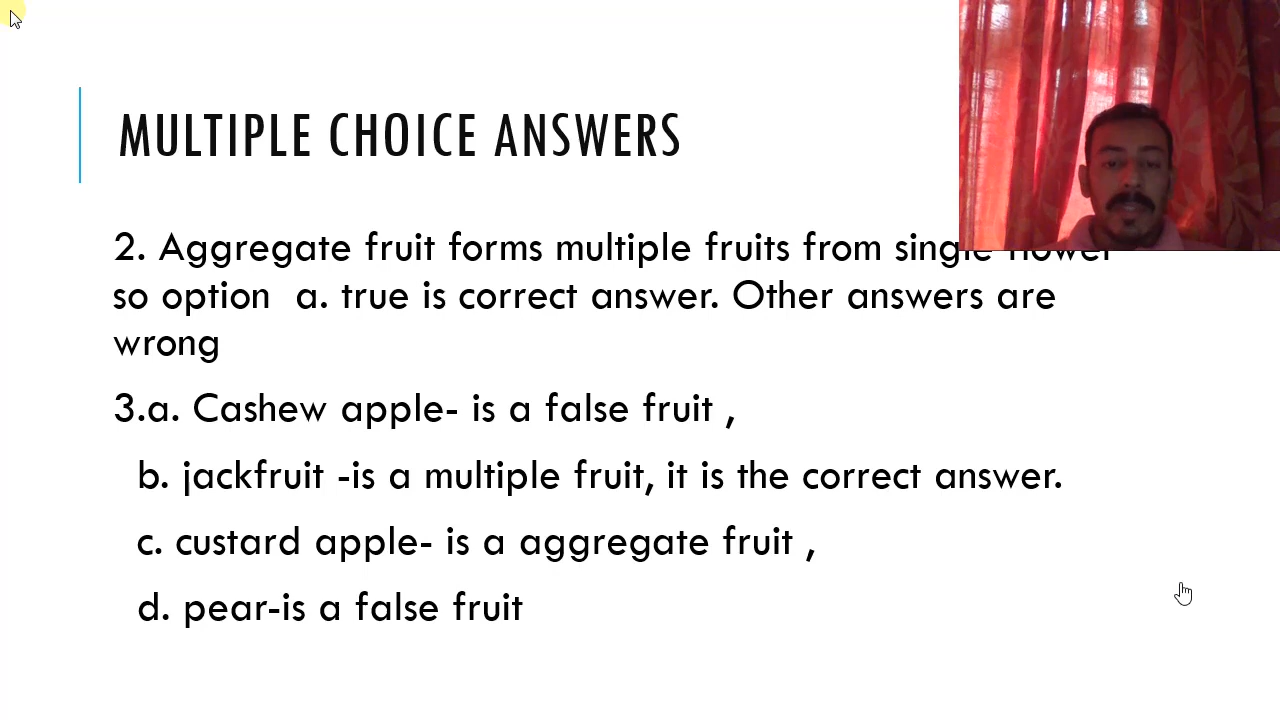 MULTIPLE CHOICE ANSWERS
2. Aggregate fruit forms multiple fruits from single flower
so option a. true is correct answer. Other answers are
wrong
3.a. Cashew apple- is a false fruit ,
b. jackfruit -is a multiple fruit, it is the correct answer.
c. custard apple- is a aggregate fruit ,
d. pear-is a false fruit